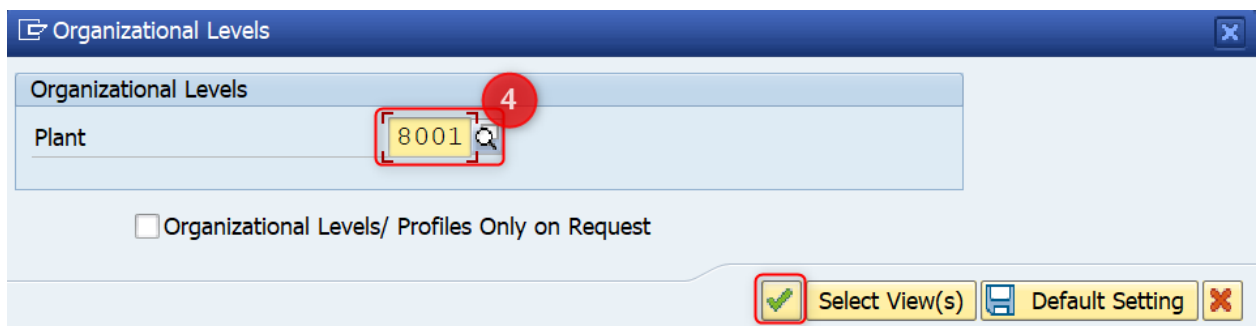 Organizational Levels
Organizational Levels
4
Plant 8001
Organizational Levels/ Profiles Only on Request
Select View(s) Default Setting